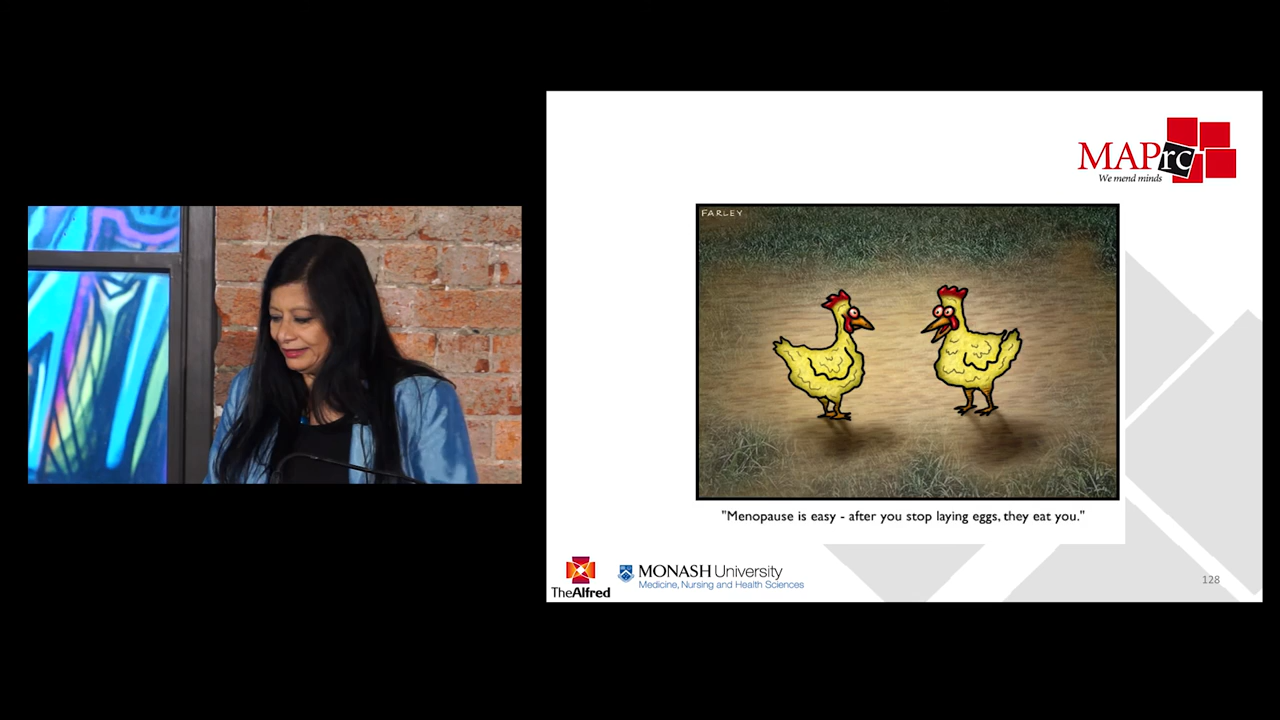 MAPrc
We mend minds
FARLEY
"Menopause is easy - after you stop laying eggs, they eat you."
TheAlfred
MONASH University
Medicine, Nursing and Health Sciences
128